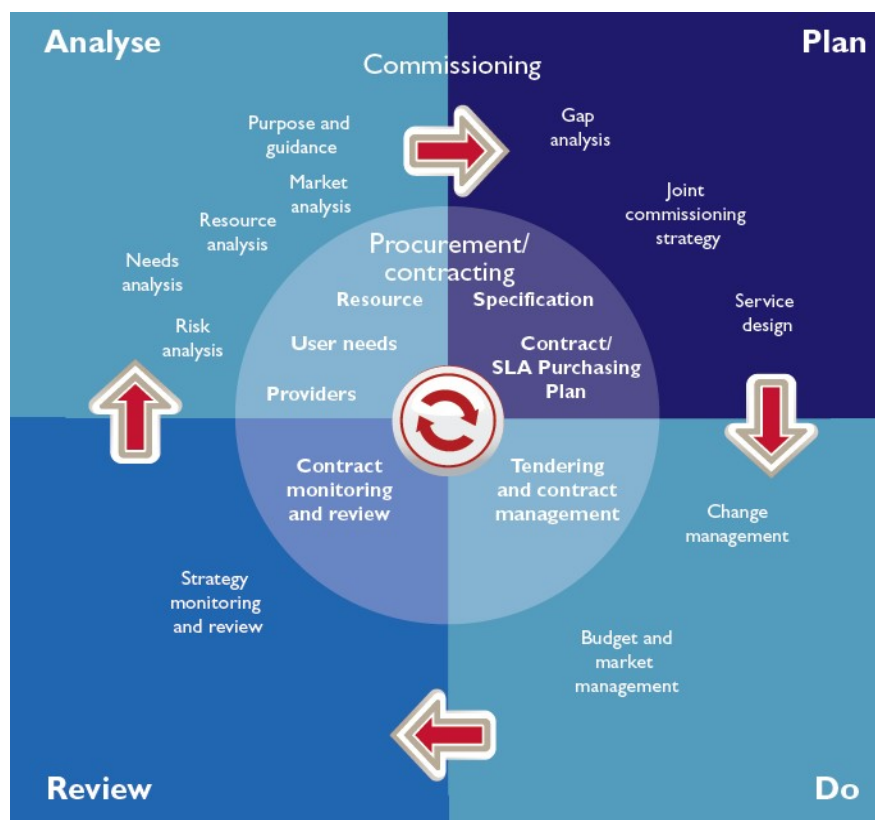 Analyse
Plan
Commissioning
Purpose and
guidance
Market
analysis
Resource
analysis
Needs
analysis
Risk
analysis
Gap
analysis
Joint
commissioning
strategy
Service
design
Procurement/
contracting
Resource
User needs
Providers
Specification
Contract/
SLA Purchasing
Plan
Contract
monitoring
and review
Tendering
and contract
management
Change
management
Budget and
market
management
Strategy
monitoring
and review
Review
Do